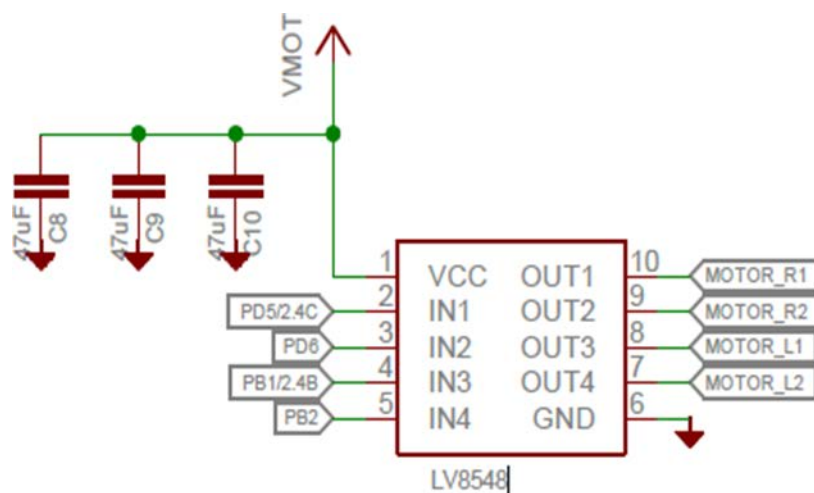 VMOT
47uF
C8
47uF
C9
47uF
C10
1 VCC OUT1 10 MOTOR_R1
PD5/2.4C 2 IN1 OUT2 9 MOTOR_R2
PD6 3 IN2 OUT3 8 MOTOR_L1
PB1/2.4B 4 IN3 OUT4 7 MOTOR_L2
PB2 5 IN4 GND 6
LV8548